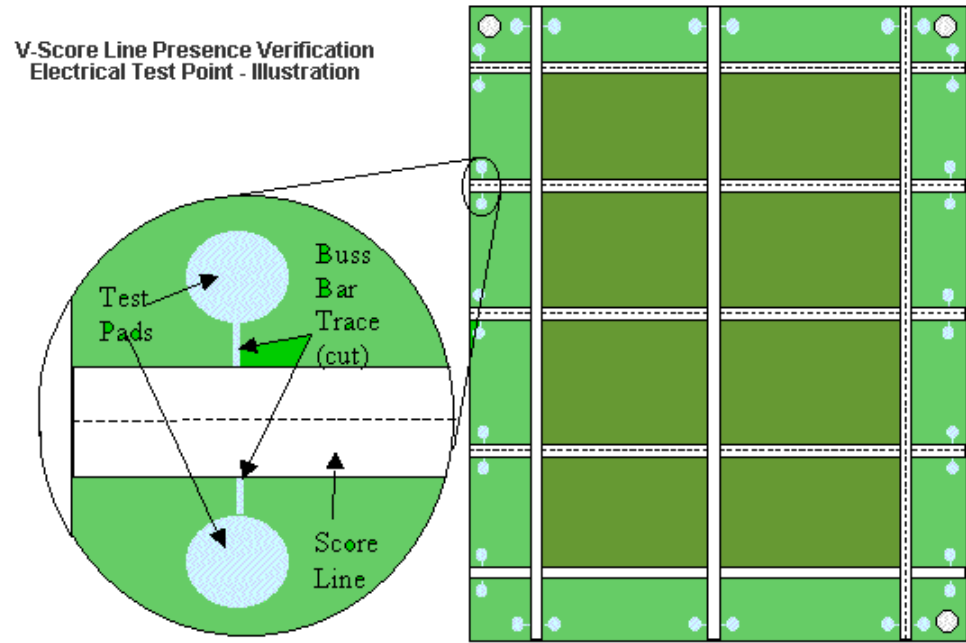 V-Score Line Presence Verification
Electrical Test Point - Illustration
Test
Pads
Buss
Bar
Trace
(cut)
Score
Line